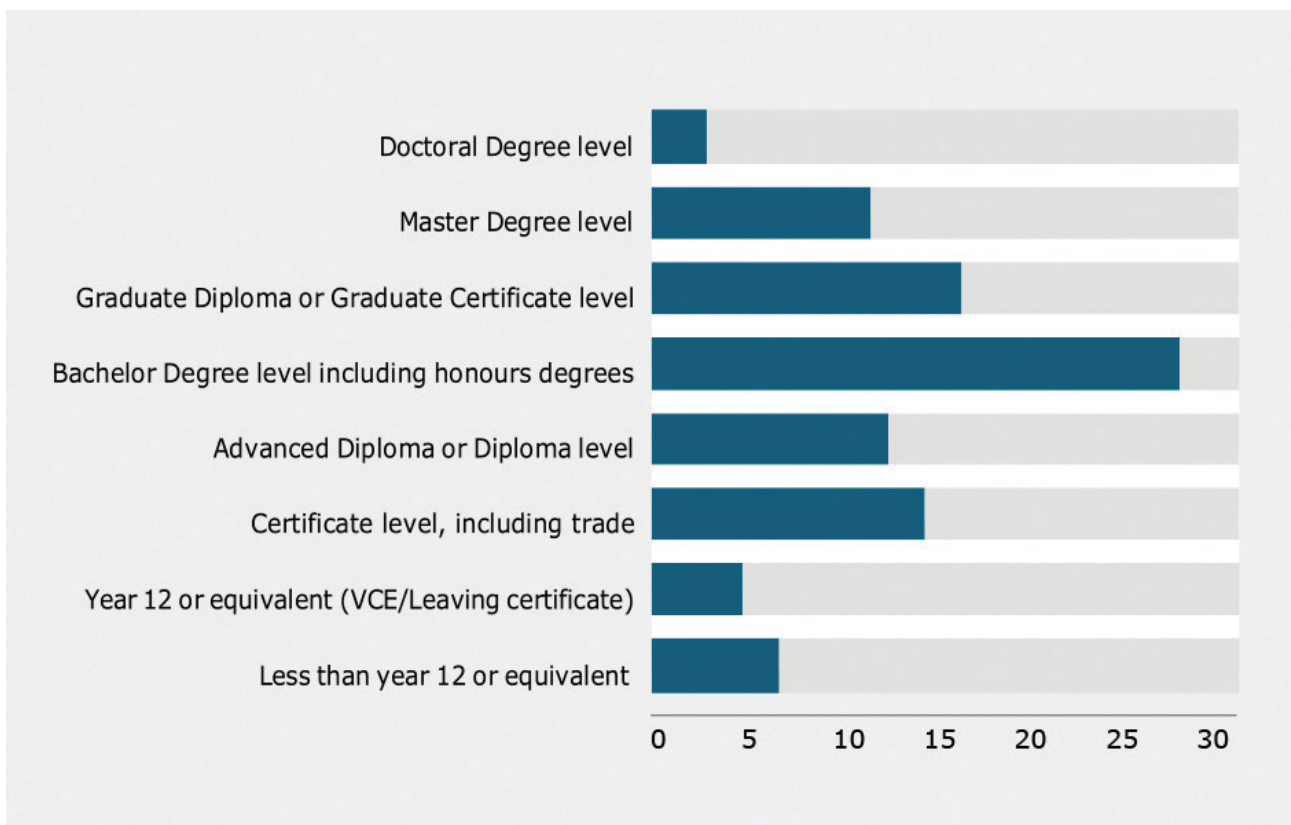 Doctoral Degree level
Master Degree level
Graduate Diploma or Graduate Certificate level
Bachelor Degree level including honours degrees
Advanced Diploma or Diploma level
Certificate level, including trade
Year 12 or equivalent (VCE/Leaving certificate)
Less than year 12 or equivalent
0 5 10 15 20 25 30